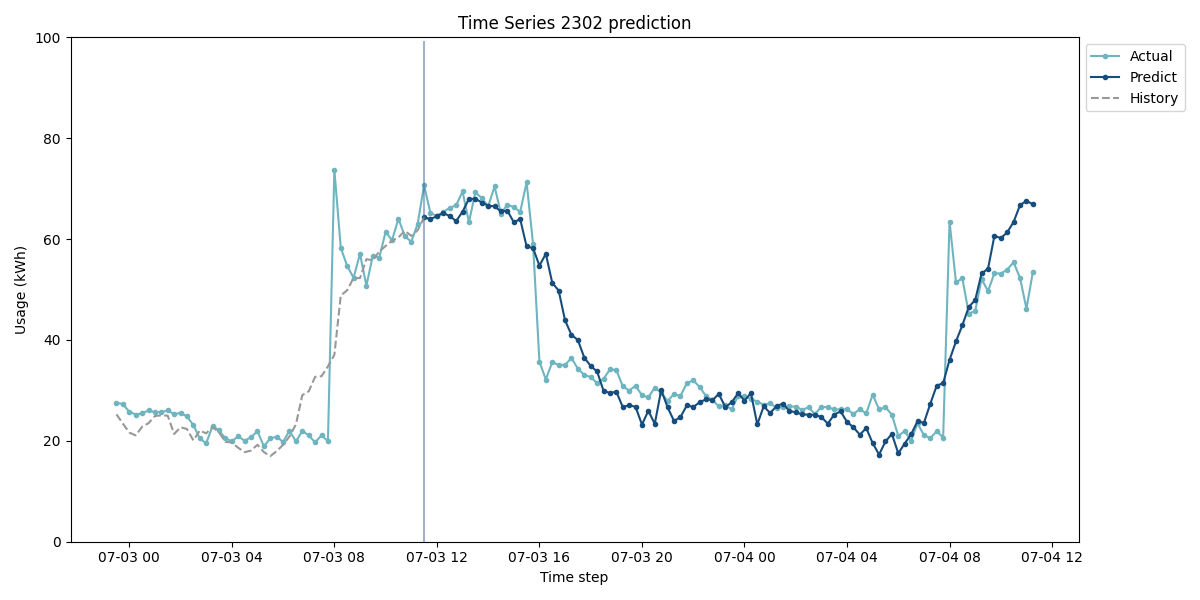 Time Series 2302 prediction
100
80
60
40
20
0
Usage (kWh)
07-03 00
07-03 04
07-03 08
07-03 12
07-03 16
07-03 20
07-04 00
07-04 04
07-04 08
07-04 12
Time step
Actual
Predict
History